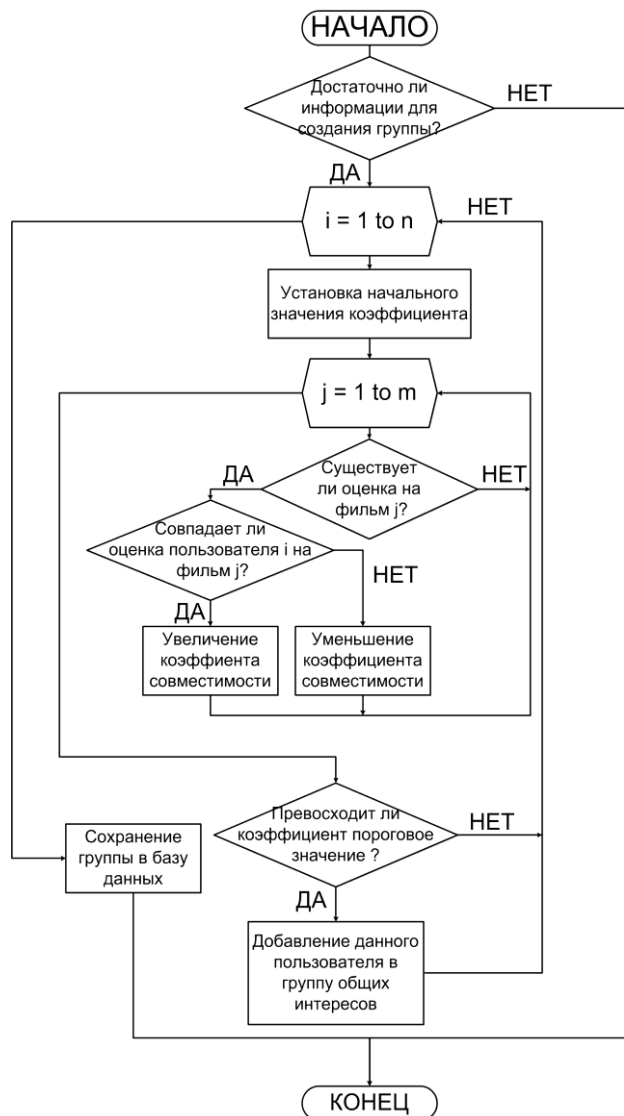 НАЧАЛО
Достаточно ли
информации для
создания группы?
НЕТ
ДА
i = 1 to n
НЕТ
Установка начального
значения коэффициента
j = 1 to m
Существует
ли оценка на
фильм j?
ДА
НЕТ
Совпадает ли
оценка пользователя i на
фильм j?
НЕТ
ДА
Увеличение
коэффиента
совместимости
Уменьшение
коэффициента
совместимости
Превосходит ли
коэффициент пороговое
значение ?
НЕТ
ДА
Сохранение
группы в базу
данных
Добавление данного
пользователя в
группу общих
интересов
КОНЕЦ